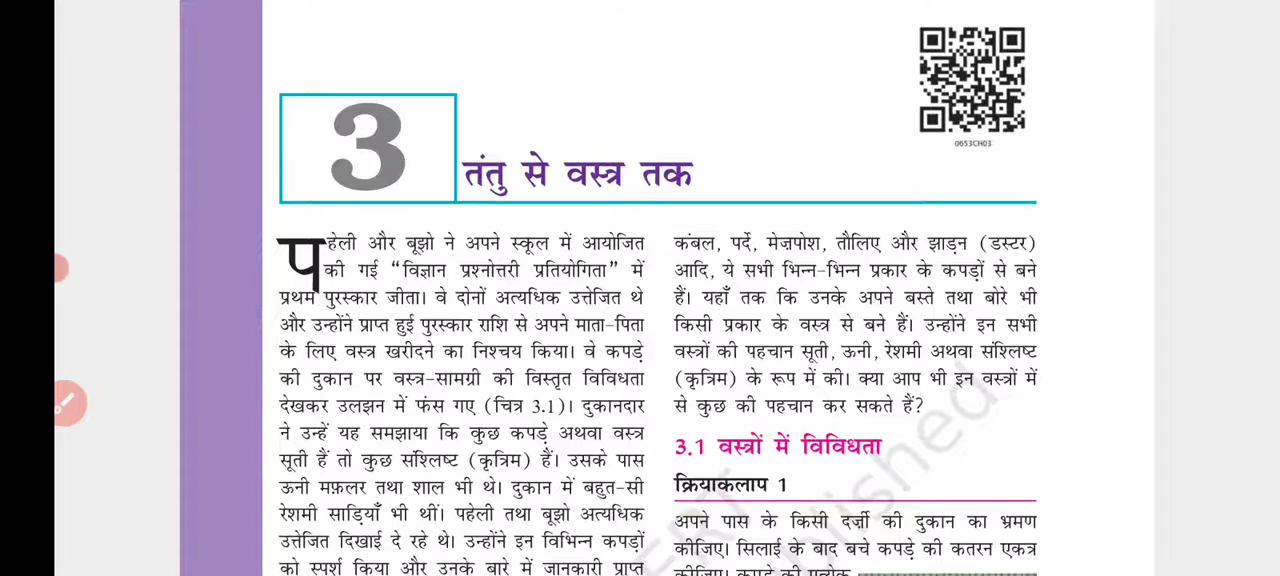 0653CH03
3
तंतु से वस्त्र तक
पहेली और बूझो ने अपने स्कूल में आयोजित
की गई “विज्ञान प्रश्नोत्तरी प्रतियोगिता” में
प्रथम पुरस्कार जीता। वे दोनों अत्यधिक उत्तेजित थे
और उन्होंने प्राप्त हुई पुरस्कार राशि से अपने माता-पिता
के लिए वस्त्र खरीदने का निश्चय किया। वे कपड़े
की दुकान पर वस्त्र-सामग्री की विस्तृत विविधता
देखकर उलझन में फंस गए (चित्र 3.1)। दुकानदार
ने उन्हें यह समझाया कि कुछ कपड़े अथवा वस्त्र
सूती हैं तो कुछ संश्लिष्ट (कृत्रिम) हैं। उसके पास
ऊनी मफ़लर तथा शाल भी थे। दुकान में बहुत-सी
रेशमी साड़ियाँ भी थीं। पहेली तथा बूझो अत्यधिक
उत्तेजित दिखाई दे रहे थे। उन्होंने इन विभिन्न कपड़ों
को स्पर्श किया और उनके बारे में जानकारी प्राप्त
कंबल, पर्दे, मेज़पोश, तौलिए और झाड़न (डस्टर)
आदि, ये सभी भिन्न-भिन्न प्रकार के कपड़ों से बने
हैं। यहाँ तक कि उनके अपने बस्ते तथा बोरे भी
किसी प्रकार के वस्त्र से बने हैं। उन्होंने इन सभी
वस्त्रों की पहचान सूती, ऊनी, रेशमी अथवा संश्लिष्ट
(कृत्रिम) के रूप में की। क्या आप भी इन वस्त्रों में
से कुछ की पहचान कर सकते हैं?
3.1 वस्त्रों में विविधता
क्रियाकलाप 1
अपने पास के किसी दर्ज़ी की दुकान का भ्रमण
कीजिए। सिलाई के बाद बचे कपड़े की कतरन एकत्र
कीजिए। कपड़े की प्रत्येक